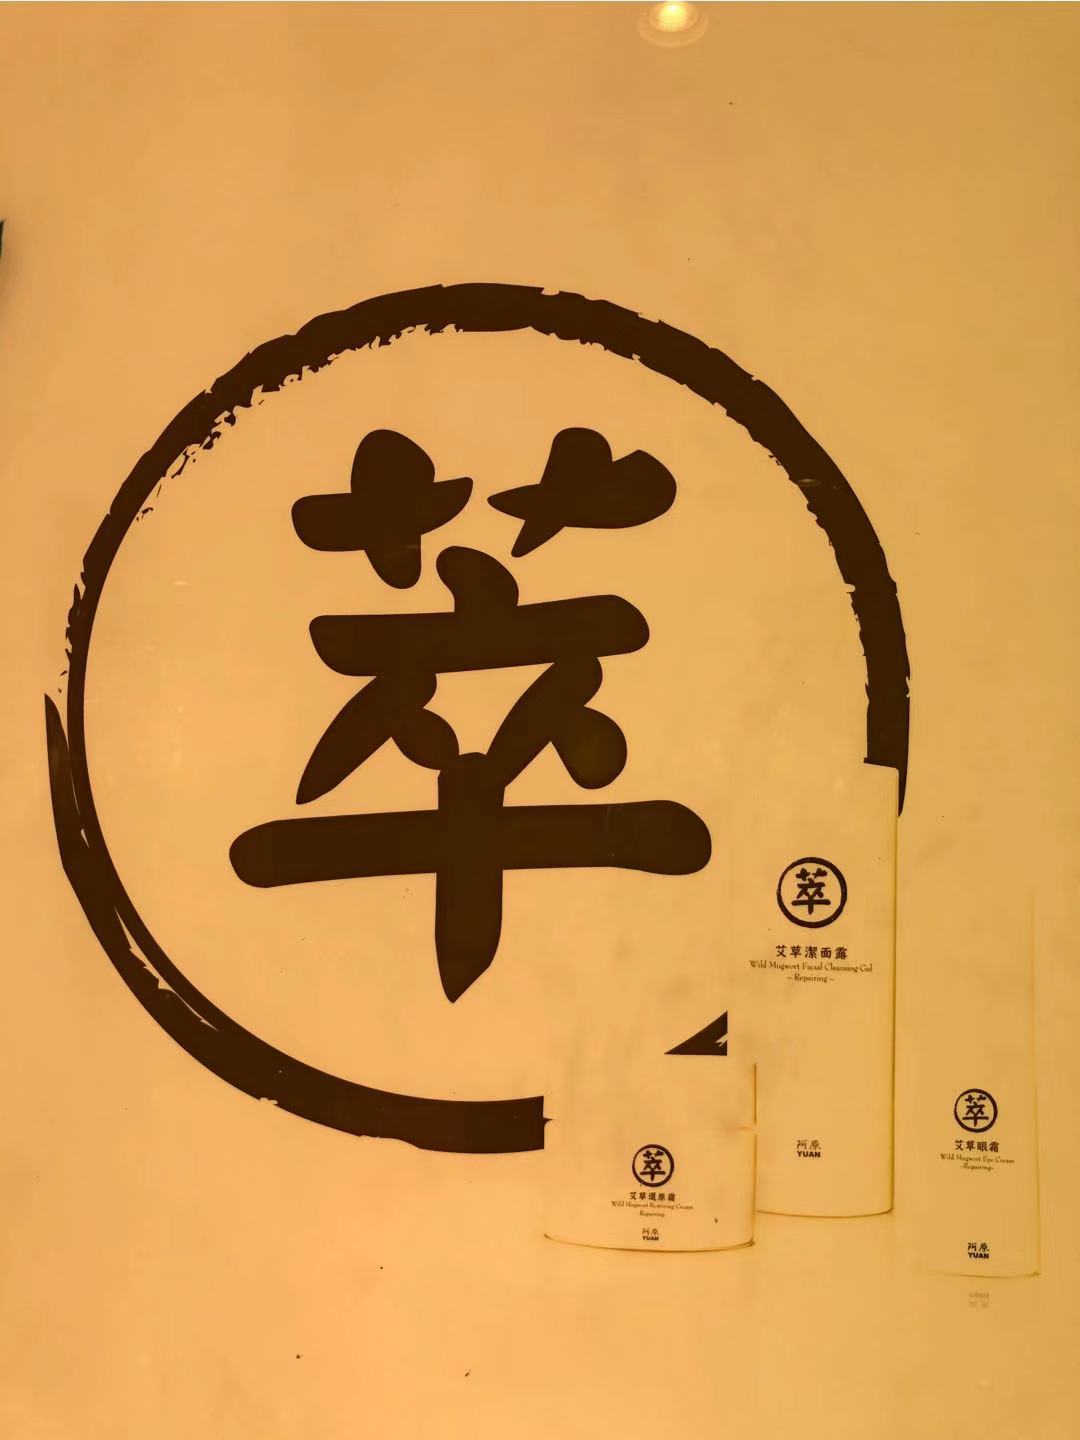 萃
萃
艾草潔面露
Wild Mugwort Facial Cleansing Gel
– Repairing –
阿原
YUAN
萃
艾草還原霜
Wild Mugwort Restoring Cream
-Repairing-
阿原
YUAN
萃
艾草眼霜
Wild Mugwort Eye Cream
-Repairing-
阿原
YUAN